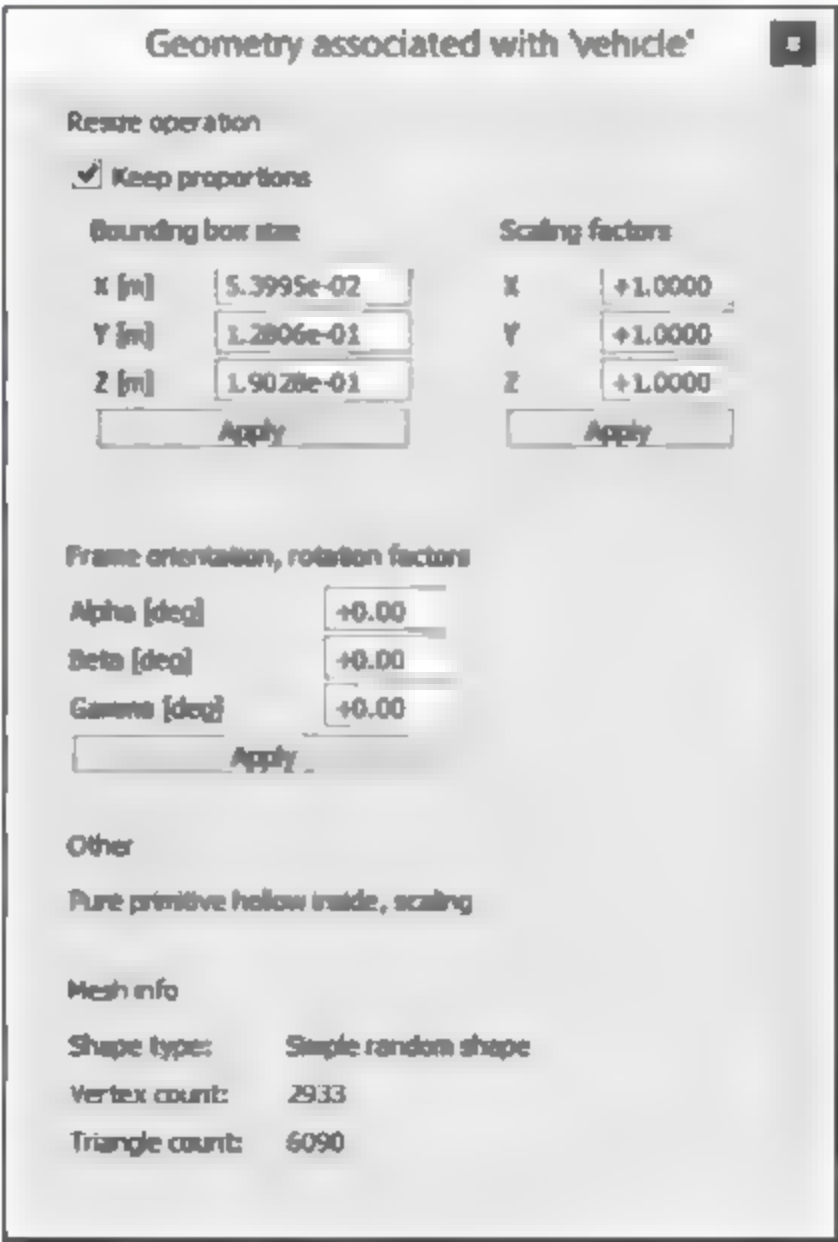 Geometry associated with 'vehicle'
Resize operation
Keep proportions
Bounding box size Scaling factors
X [m] 5.3995e-02 X +1.0000
Y [m] 1.2806e-01 Y +1.0000
Z [m] 1.9028e-01 Z +1.0000
Apply Apply
Frame orientation, rotation factors
Alpha [deg] +0.00
Beta [deg] +0.00
Gamma [deg] +0.00
Apply
Other
Pure primitive hollow inside, scaling
Mesh info
Shape type: Simple random shape
Vertex count: 2933
Triangle count: 6090